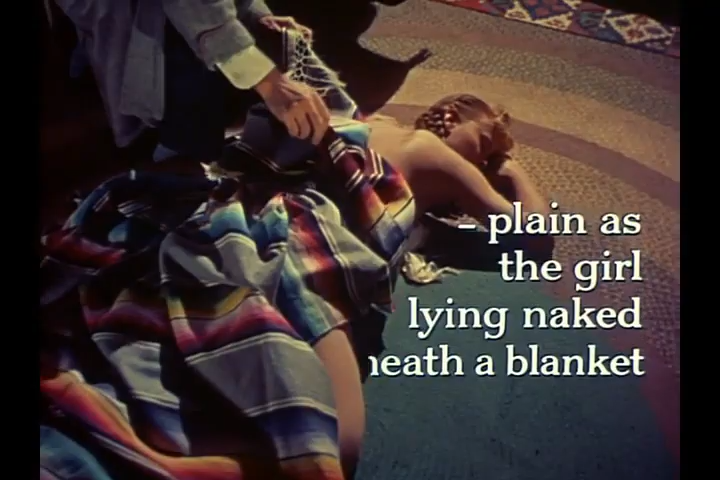 – plain as
the girl
lying naked
neath a blanket